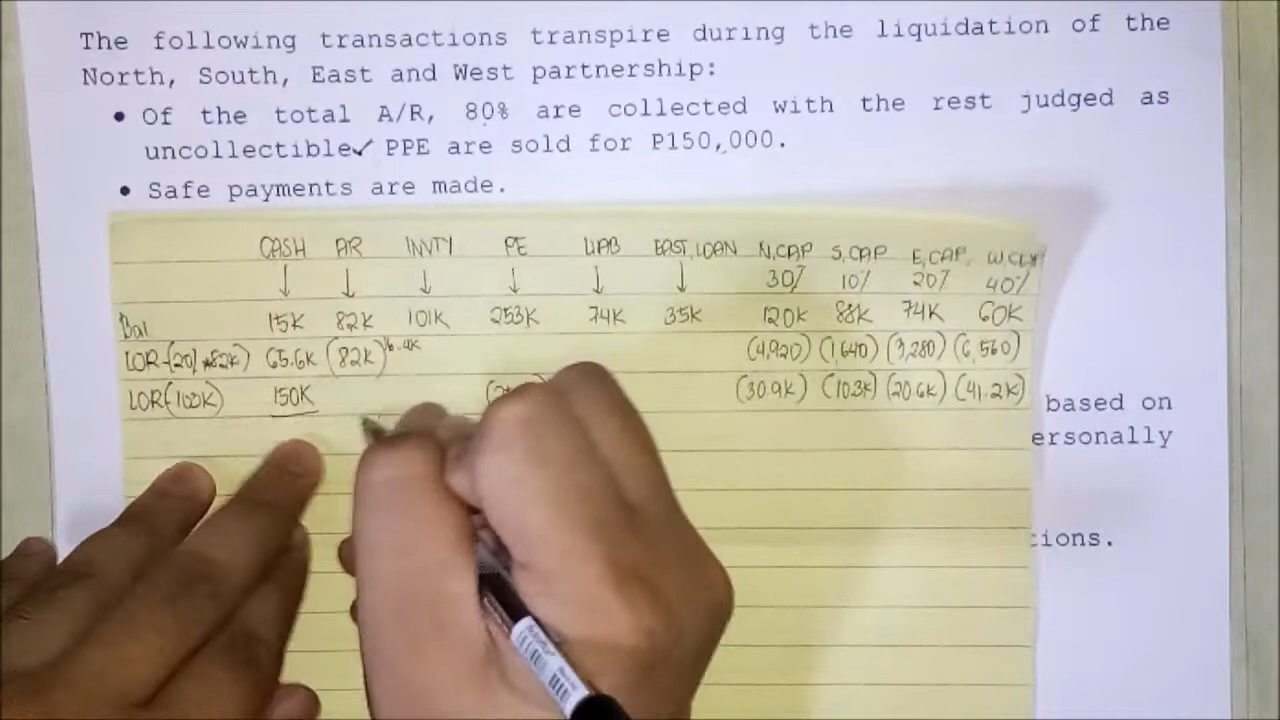 The following transactions transpire during the liquidation of the
North, South, East and West partnership:
• Of the total A/R, 80% are collected with the rest judged as
uncollectible✓ PPE are sold for P150,000.
• Safe payments are made.
CASH AR INVTY PE LIAB EAST, LOAN N, CAP S, CAP E, CAP, W, CAP
30% 10% 20% 40%
Bal 15K 82K 101K 253K 74K 35K 120K 88K 74K 60K
65.6K (82K) 16.4K (4,920) (1,640) (3,280) (6,560)
LOR (103K) 150K (30.9K) (10.3K) (20.6K) (41.2K)
based on
ersonally
ions.